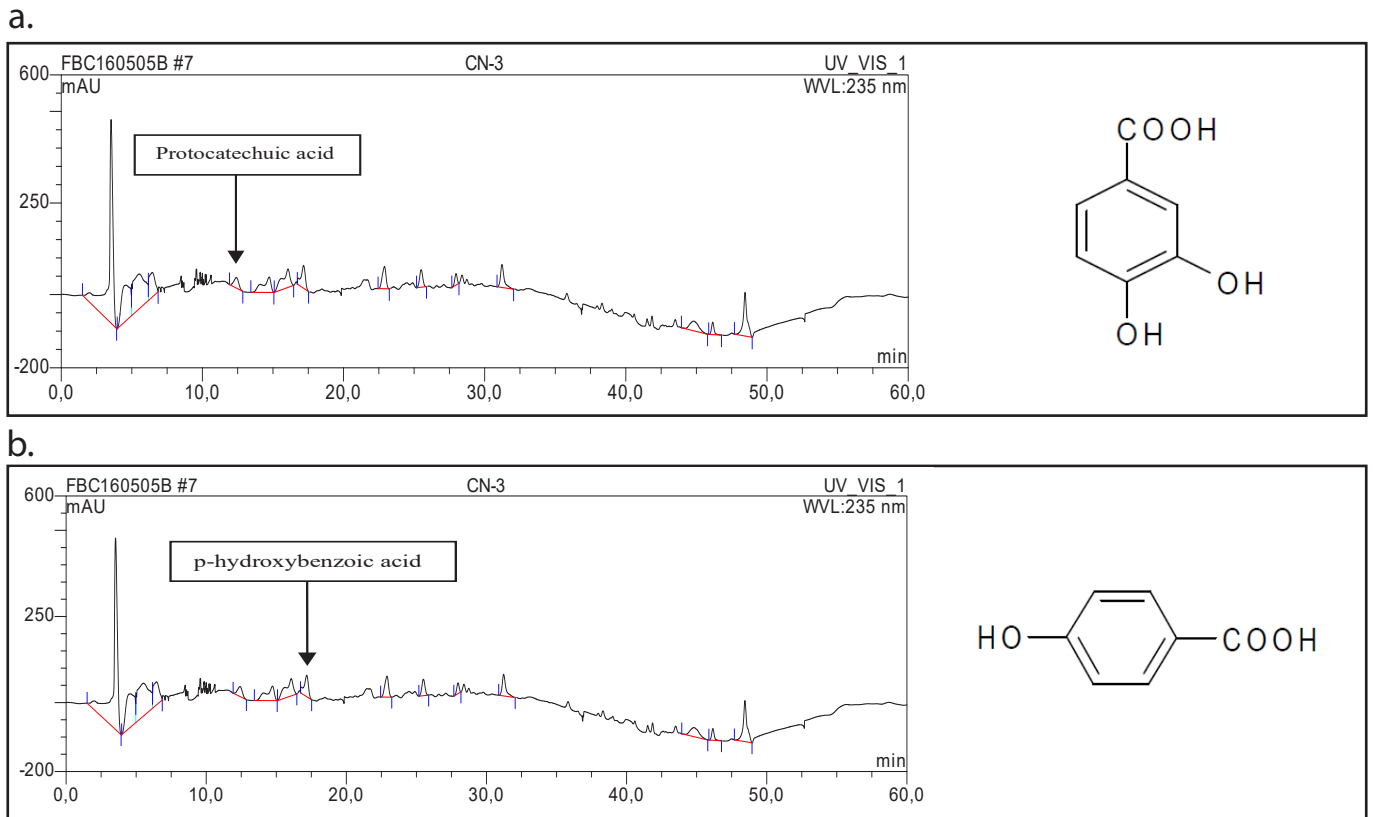 a.
FBC160505B #7 CN-3 UV_VIS_1
600
mAU WVL:235 nm
Protocatechuic acid
250
-200
min
0,0 10,0 20,0 30,0 40,0 50,0 60,0
COOH
OH
OH
b.
FBC160505B #7 CN-3 UV_VIS_1
600
mAU WVL:235 nm
p-hydroxybenzoic acid
250
-200
min
0,0 10,0 20,0 30,0 40,0 50,0 60,0
HO COOH